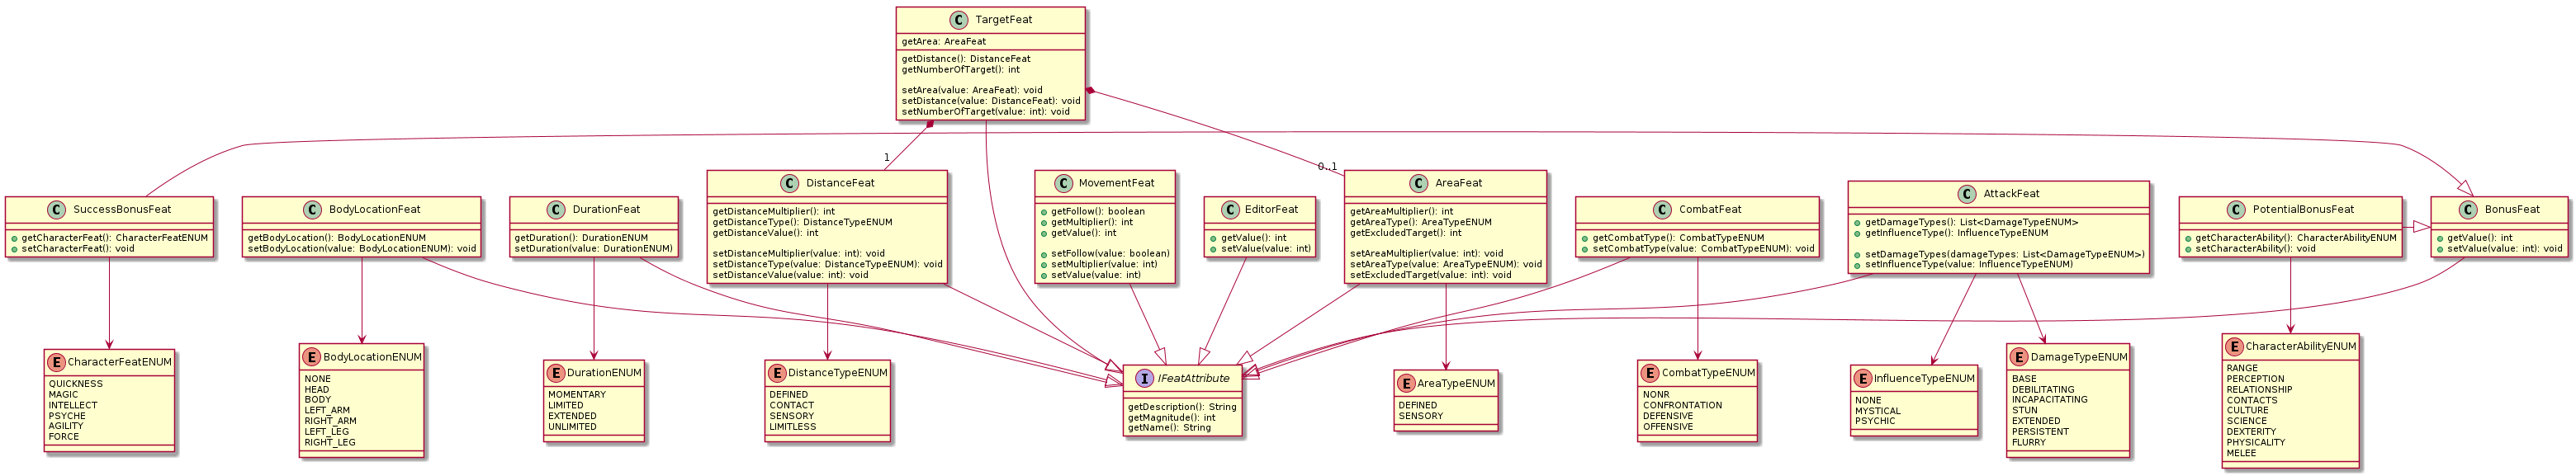 C TargetFeat
getArea: AreaFeat
getDistance(): DistanceFeat
getNumberOfTarget(): int
setArea(value: AreaFeat): void
setDistance(value: DistanceFeat): void
setNumberOfTarget(value: int): void
1
0..1
C SuccessBonusFeat
getCharacterFeat(): CharacterFeatENUM
setCharacterFeat(): void
C BodyLocationFeat
getBodyLocation(): BodyLocationENUM
setBodyLocation(value: BodyLocationENUM): void
C DurationFeat
getDuration(): DurationENUM
setDuration(value: DurationENUM)
C DistanceFeat
getDistanceMultiplier(): int
getDistanceType(): DistanceTypeENUM
getDistanceValue(): int
setDistanceMultiplier(value: int): void
setDistanceType(value: DistanceTypeENUM): void
setDistanceValue(value: int): void
C MovementFeat
getFollow(): boolean
getMultiplier(): int
getValue(): int
setFollow(value: boolean)
setMultiplier(value: int)
setValue(value: int)
C EditorFeat
getValue(): int
setValue(value: int)
C AreaFeat
getAreaMultiplier(): int
getAreaType(): AreaTypeENUM
getExcludedTarget(): int
setAreaMultiplier(value: int): void
setAreaType(value: AreaTypeENUM): void
setExcludedTarget(value: int): void
C CombatFeat
getCombatType(): CombatTypeENUM
setCombatType(value: CombatTypeENUM): void
C AttackFeat
getDamageTypes(): List<DamageTypeENUM>
getInfluenceType(): InfluenceTypeENUM
setDamageTypes(damageTypes: List<DamageTypeENUM>)
setInfluenceType(value: InfluenceTypeENUM)
C PotentialBonusFeat
getCharacterAbility(): CharacterAbilityENUM
setCharacterAbility(): void
C BonusFeat
getValue(): int
setValue(value: int): void
E CharacterFeatENUM
QUICKNESS
MAGIC
INTELLECT
PSYCHE
AGILITY
FORCE
E BodyLocationENUM
NONE
HEAD
BODY
LEFT_ARM
RIGHT_ARM
LEFT_LEG
RIGHT_LEG
E DurationENUM
MOMENTARY
LIMITED
EXTENDED
UNLIMITED
E DistanceTypeENUM
DEFINED
CONTACT
SENSORY
LIMITLESS
I IFeatAttribute
getDescription(): String
getMagnitude(): int
getName(): String
E AreaTypeENUM
DEFINED
SENSORY
E CombatTypeENUM
NONR
CONFRONTATION
DEFENSIVE
OFFENSIVE
E InfluenceTypeENUM
NONE
MYSTICAL
PSYCHIC
E DamageTypeENUM
BASE
DEBILITATING
INCAPACITATING
STUN
EXTENDED
PERSISTENT
FLURRY
E CharacterAbilityENUM
RANGE
PERCEPTION
RELATIONSHIP
CONTACTS
CULTURE
SCIENCE
DEXTERITY
PHYSICALITY
MELEE